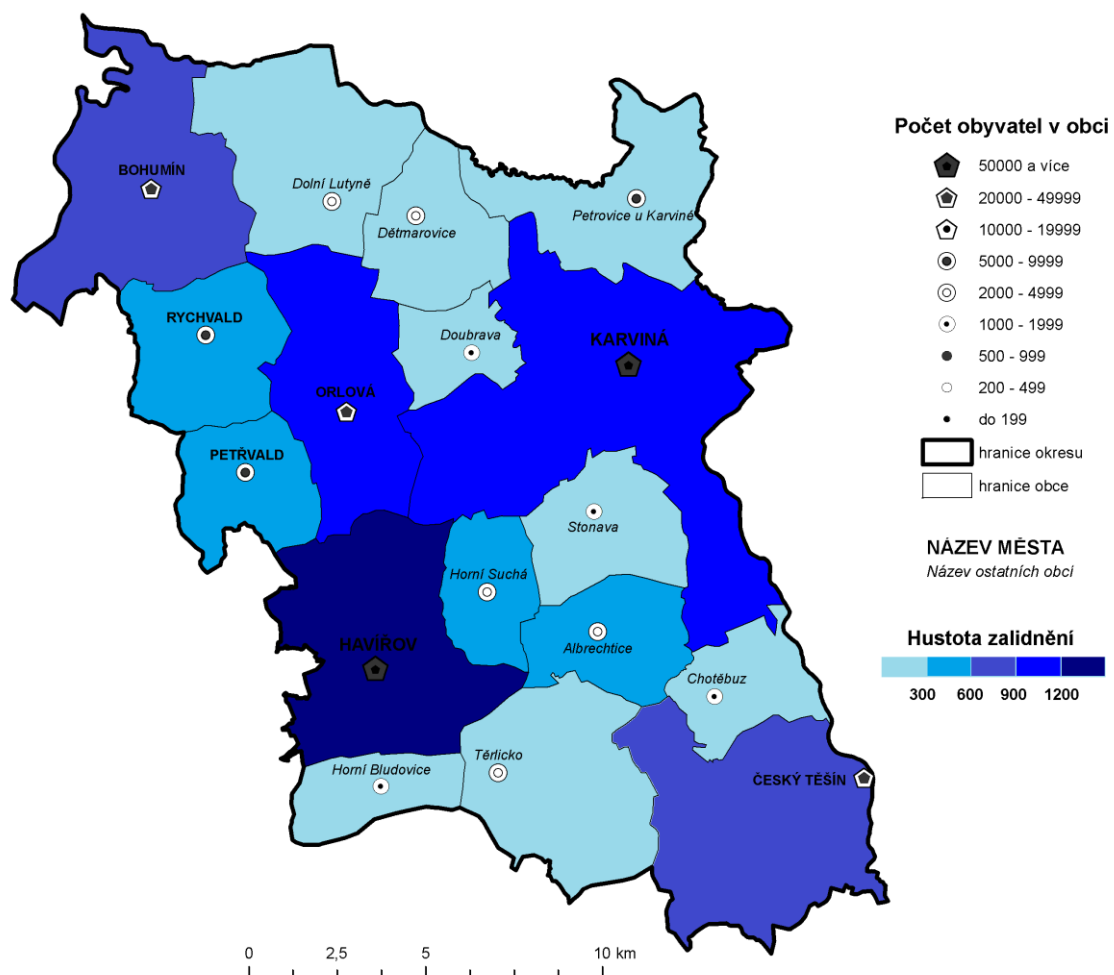 BOHUMÍN
Dolní Lutyně
Dětmarovice
Petrovice u Karviné
RYCHVALD
Doubrava
KARVINÁ
ORLOVÁ
PETŘVALD
Stonava
Horní Suchá
HAVÍŘOV
Albrechtice
Chotěbuz
Těrlicko
Horní Bludovice
ČESKÝ TĚŠÍN
Počet obyvatel v obci
50000 a více
20000 - 49999
10000 - 19999
5000 - 9999
2000 - 4999
1000 - 1999
500 - 999
200 - 499
do 199
hranice okresu
hranice obce
NÁZEV MĚSTA
Název ostatních obcí
Hustota zalidnění
300 600 900 1200
0 2,5 5 10 km